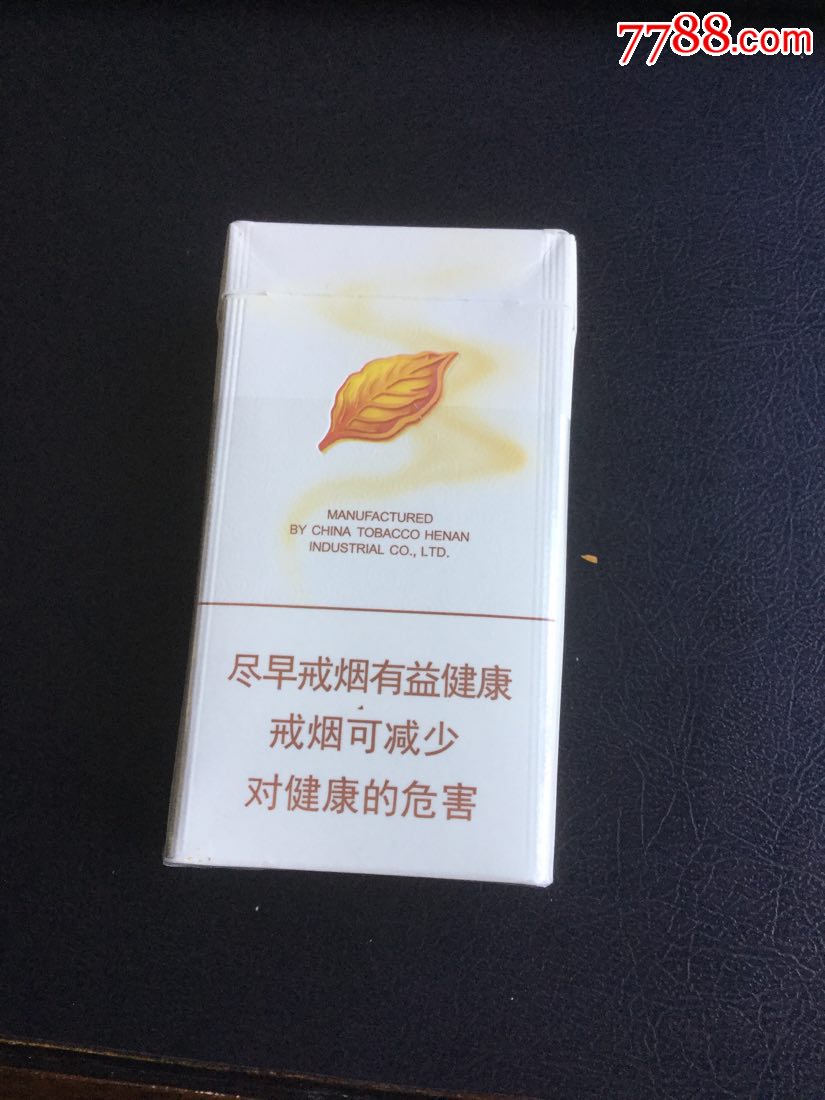 7788.com
MANUFACTURED
BY CHINA TOBACCO HENAN
INDUSTRIAL CO., LTD.
尽早戒烟有益健康
戒烟可减少
对健康的危害